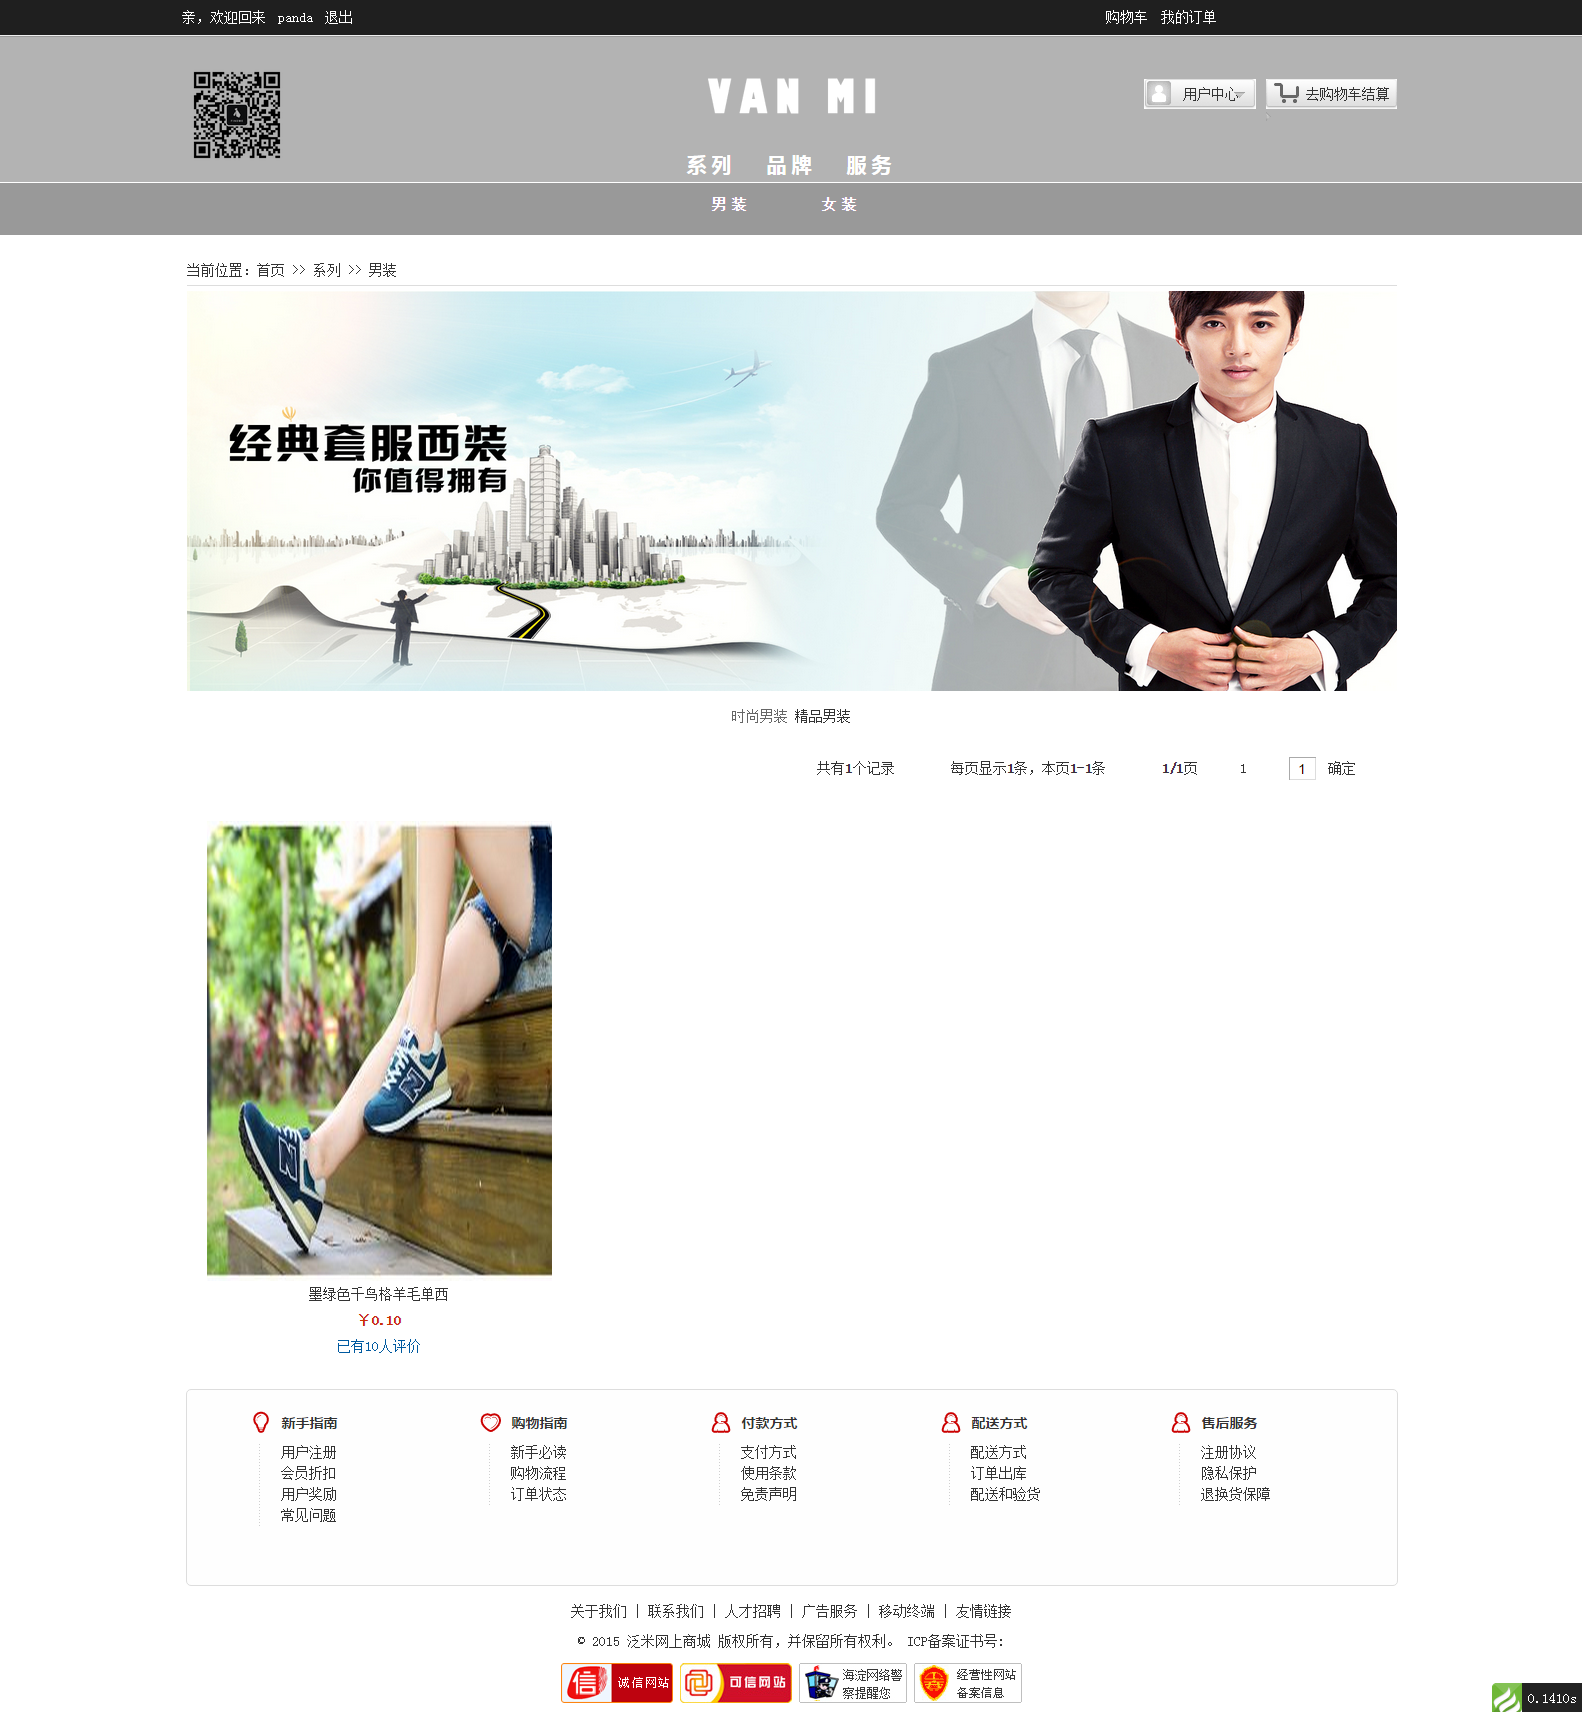 亲，欢迎回来 panda 退出
购物车 我的订单
VAN MI
用户中心
去购物车结算
系列 品牌 服务
男装 女装
当前位置：首页 >> 系列 >> 男装
经典套服西装
你值得拥有
时尚男装 精品男装
共有1个记录 每页显示1条，本页1-1条 1/1页 1 1 确定
N
N
墨绿色千鸟格羊毛单西
￥0.10
已有10人评价
新手指南
用户注册
会员折扣
用户奖励
常见问题
购物指南
新手必读
购物流程
订单状态
付款方式
支付方式
使用条款
免责声明
配送方式
配送方式
订单出库
配送和验货
售后服务
注册协议
隐私保护
退换货保障
关于我们 | 联系我们 | 人才招聘 | 广告服务 | 移动终端 | 友情链接
© 2015 泛米网上商城 版权所有，并保留所有权利。 ICP备案证书号:
信 诚信网站
可信网站
海淀网络警
察提醒您
经营性网站
备案信息
0.1410s